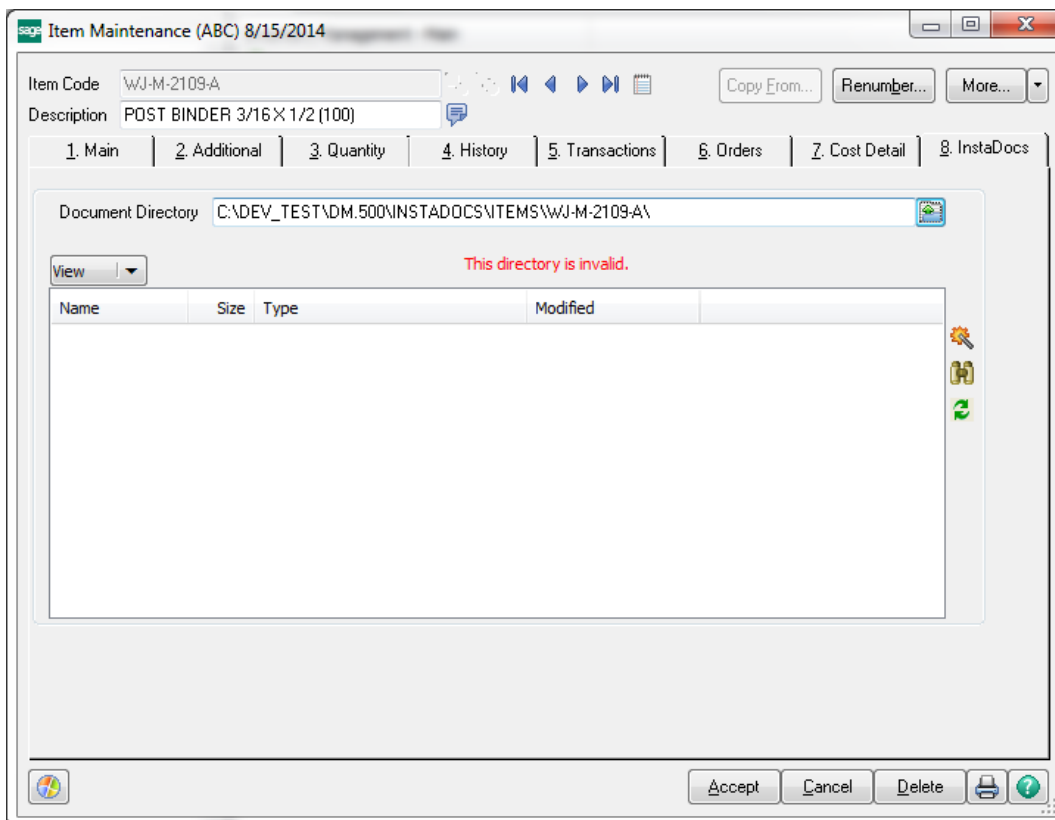 sage Item Maintenance (ABC) 8/15/2014
Item Code WJ-M-2109-A Copy From... Renumber... More...
Description POST BINDER 3/16 X 1/2 (100)
1. Main 2. Additional 3. Quantity 4. History 5. Transactions 6. Orders 7. Cost Detail 8. InstaDocs
Document Directory C:\DEV_TEST\DM.500\INSTADOCS\ITEMS\WJ-M-2109-A\
View This directory is invalid.
Name Size Type Modified
Accept Cancel Delete